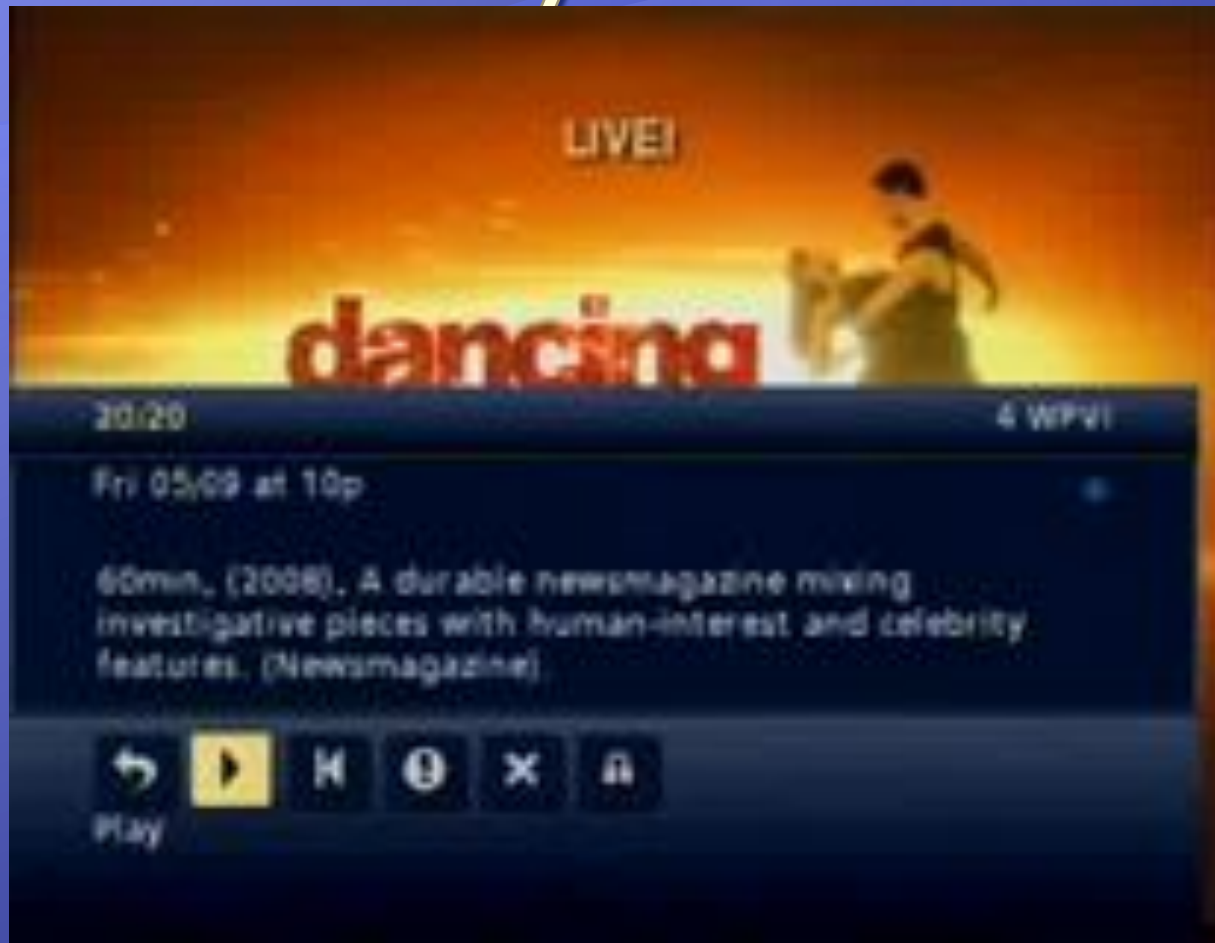 LIVE!
dancing
20/20 4 WPVI
Fri 05/09 at 10p
60min, (2008), A durable newsmagazine mixing
investigative pieces with human-interest and celebrity
features. (Newsmagazine).
Play